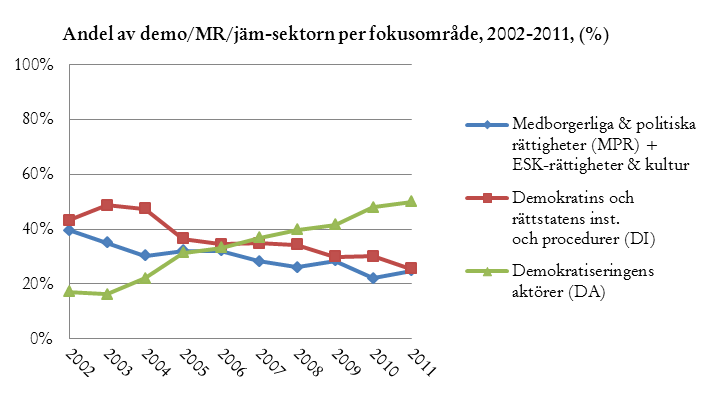 Andel av demo/MR/jäm-sektorn per fokusområde, 2002-2011, (%)
100%
80%
60%
40%
20%
0%
2002
2003
2004
2005
2006
2007
2008
2009
2010
2011
Medborgerliga & politiska
rättigheter (MPR) +
ESK-rättigheter & kultur
Demokratins och
rättstatens inst.
och procedurer (DI)
Demokratiseringens
aktörer (DA)